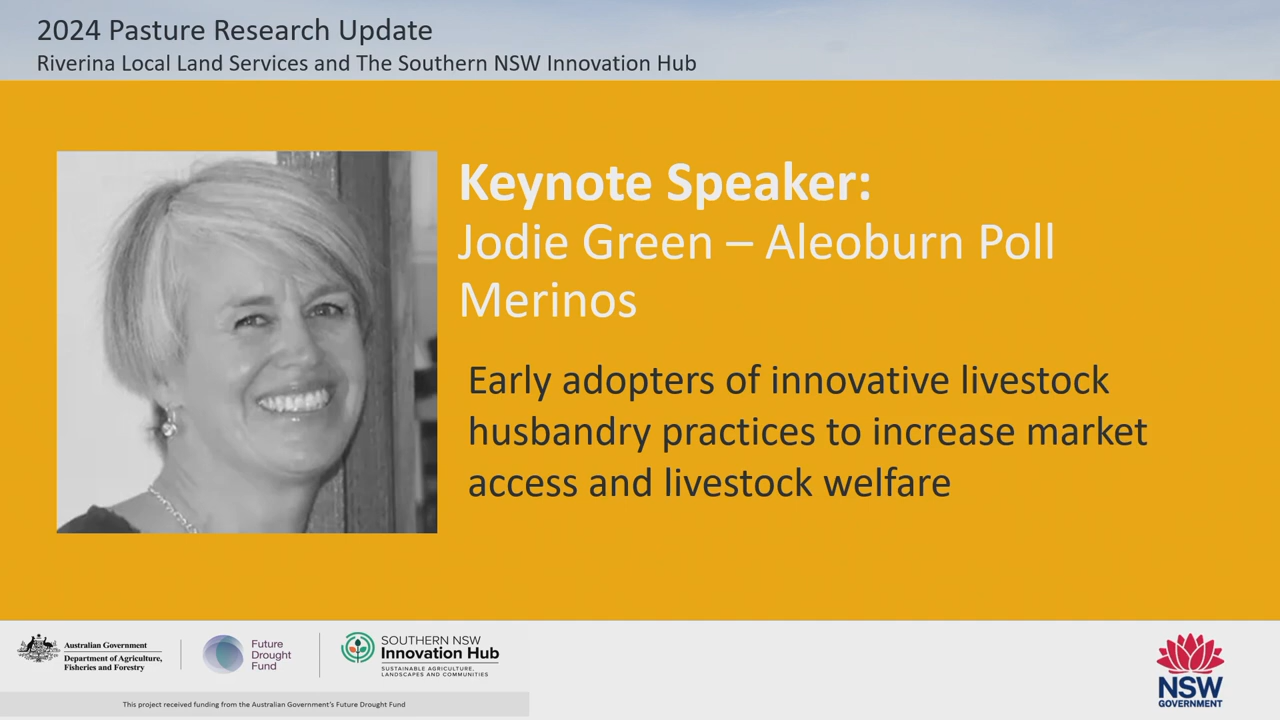 2024 Pasture Research Update
Riverina Local Land Services and The Southern NSW Innovation Hub
Keynote Speaker:
Jodie Green – Aleoburn Poll
Merinos
Early adopters of innovative livestock
husbandry practices to increase market
access and livestock welfare
Australian Government
Department of Agriculture,
Fisheries and Forestry
Future
Drought
Fund
SOUTHERN NSW
Innovation Hub
SUSTAINABLE AGRICULTURE,
LANDSCAPES AND COMMUNITIES
This project received funding from the Australian Government's Future Drought Fund
NSW
GOVERNMENT